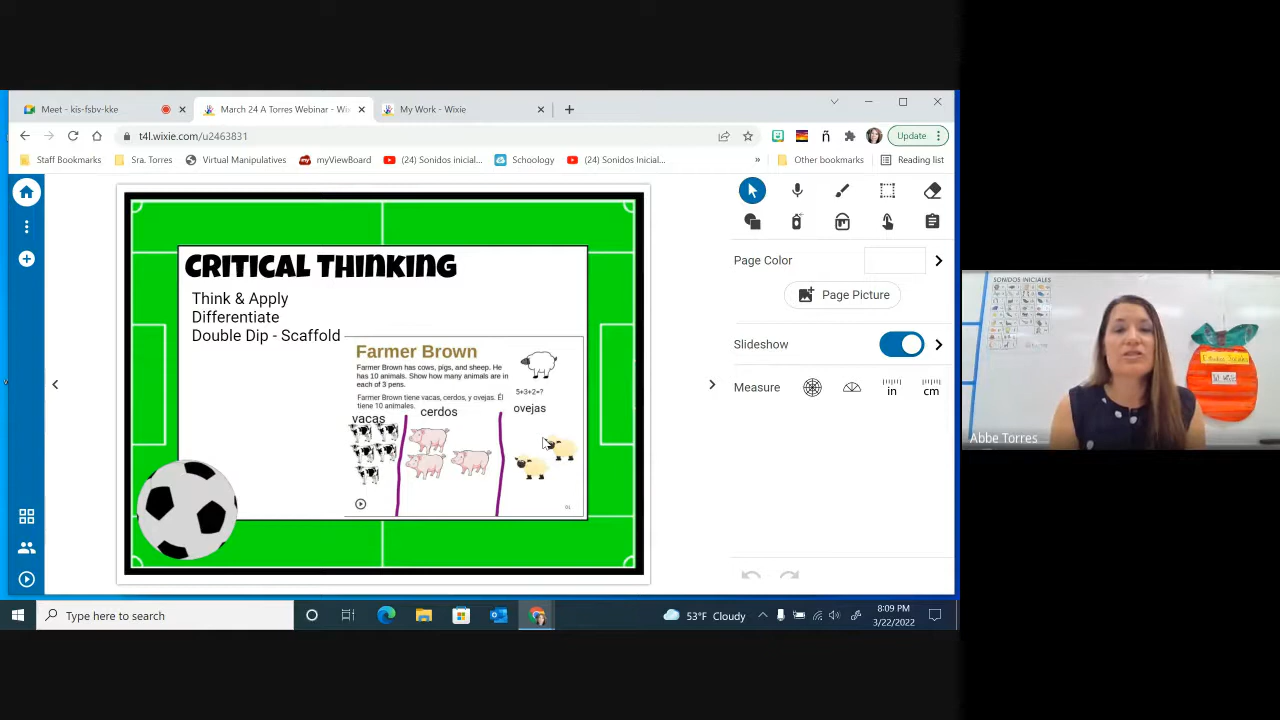 Meet - kis-fsbv-kke
March 24 A Torres Webinar - Wi
My Work - Wixie
t4l.wixie.com/u2463831
Update
Staff Bookmarks
Sra. Torres
Virtual Manipulatives
myViewBoard
(24) Sonidos inicial...
Schoology
(24) Sonidos Inicial...
»
Other bookmarks
Reading list
CRITICAL THINKING
Think & Apply
Differentiate
Double Dip - Scaffold
Farmer Brown
Farmer Brown has cows, pigs, and sheep. He
has 10 animals. Show how many animals are in
each of 3 pens.
Farmer Brown tiene vacas, cerdos, y ovejas. Él
tiene 10 animales.
5+3+2=?
vacas
cerdos
ovejas
Page Color
Page Picture
Slideshow
Measure
in
cm
SONIDOS INICIALES
Abbe Torres
Type here to search
53°F Cloudy
8:09 PM
3/22/2022